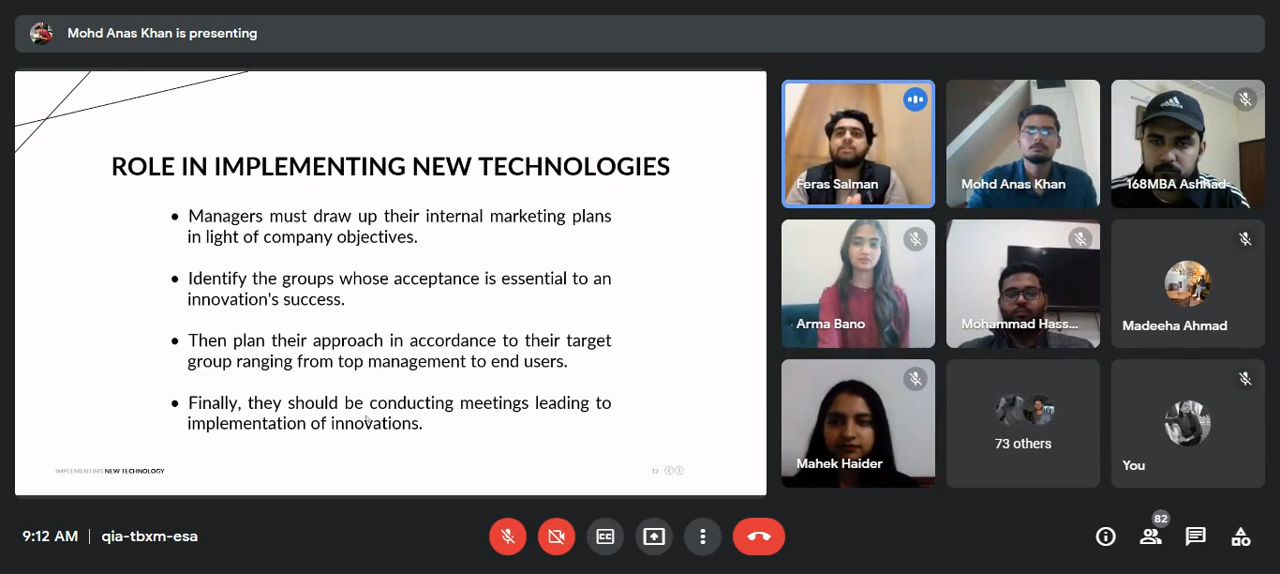 Mohd Anas Khan is presenting
ROLE IN IMPLEMENTING NEW TECHNOLOGIES
• Managers must draw up their internal marketing plans
in light of company objectives.
• Identify the groups whose acceptance is essential to an
innovation's success.
• Then plan their approach in accordance to their target
group ranging from top management to end users.
• Finally, they should be conducting meetings leading to
implementation of innovations.
IMPLEMENTING NEW TECHNOLOGY
12
Feras Salman
Mohd Anas Khan
168MBA Ashhad-
Arma Bano
Mohammad Hass...
Madeeha Ahmad
Mahek Haider
73 others
You
9:12 AM | qia-tbxm-esa
CC
82